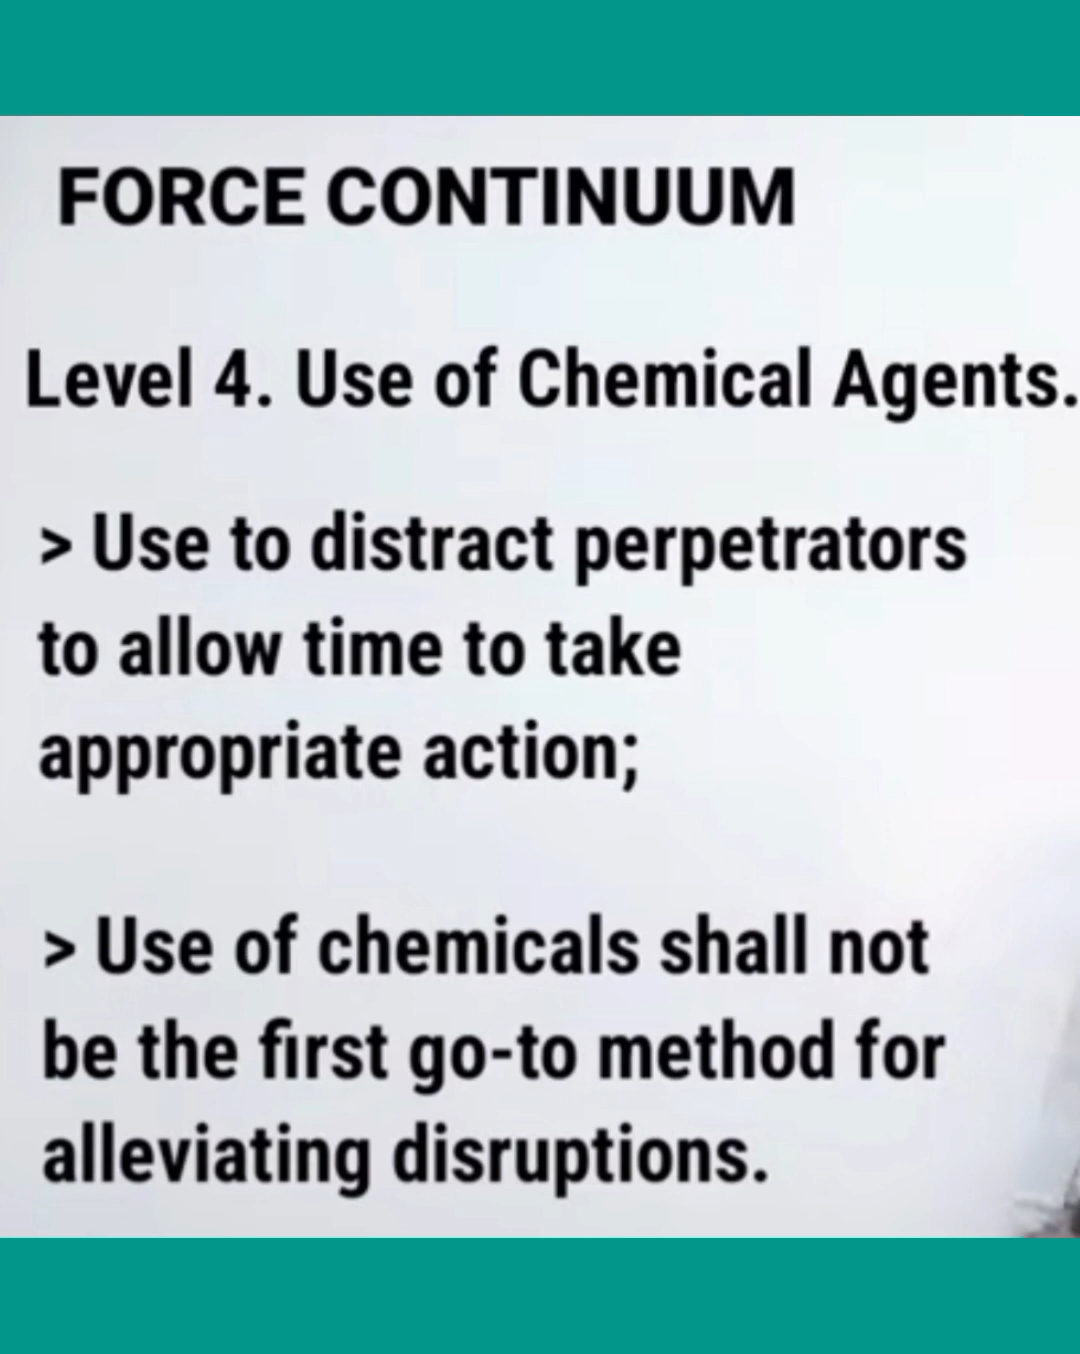 FORCE CONTINUUM
Level 4. Use of Chemical Agents.
> Use to distract perpetrators
to allow time to take
appropriate action;
> Use of chemicals shall not
be the first go-to method for
alleviating disruptions.